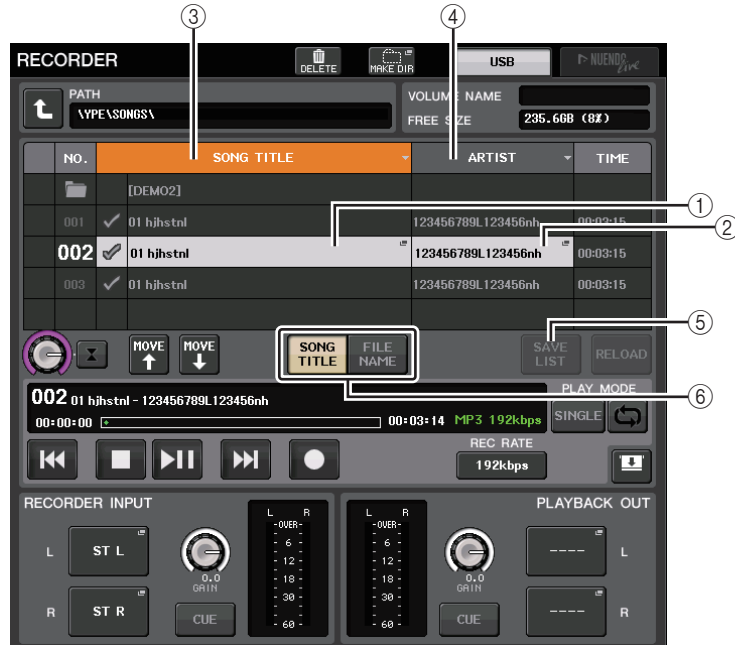 ③ ④
RECORDER DELETE MAKE DIR USB NUENDO Live
PATH
\YPE\SONGS\
VOLUME NAME
FREE SIZE 235.6GB (8%)
NO. SONG TITLE ARTIST TIME
[DEMO2]
001 01 hjhstnl 123456789L123456nh 00:03:15
①
002 01 hjhstnl 123456789L123456nh 00:03:15
②
003 01 hjhstnl 123456789L123456nh 00:03:15
MOVE MOVE SONG TITLE FILE NAME SAVE LIST RELOAD
⑤
⑥
002 01 hjhstnl - 123456789L123456nh
PLAY MODE
00:00:00 00:03:14 MP3 192kbps SINGLE
REC RATE
192kbps
RECORDER INPUT PLAYBACK OUT
L R L R
-OVER- -OVER-
6 6
12 12
18 18
30 30
60 60
L ST L 0.0 GAIN 0.0 GAIN ---- L
R ST R CUE CUE ---- R